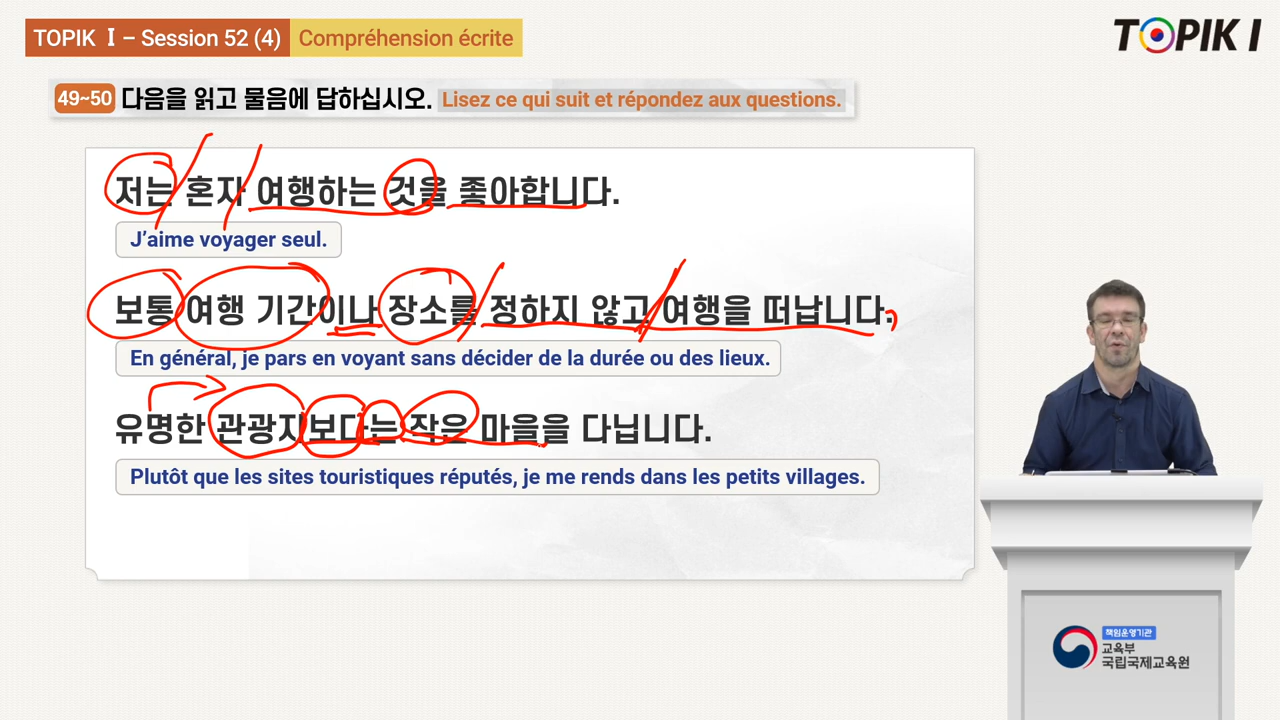 TOPIK I – Session 52 (4) Compréhension écrite
TOPIK I
49~50 다음을 읽고 물음에 답하십시오. Lisez ce qui suit et répondez aux questions.
저는 혼자 여행하는 것을 좋아합니다.
J'aime voyager seul.
보통 여행 기간이나 장소를 정하지 않고 여행을 떠납니다.
En général, je pars en voyant sans décider de la durée ou des lieux.
유명한 관광지보다는 작은 마을을 다닙니다.
Plutôt que les sites touristiques réputés, je me rends dans les petits villages.
책임운영기관
교육부
국립국제교육원